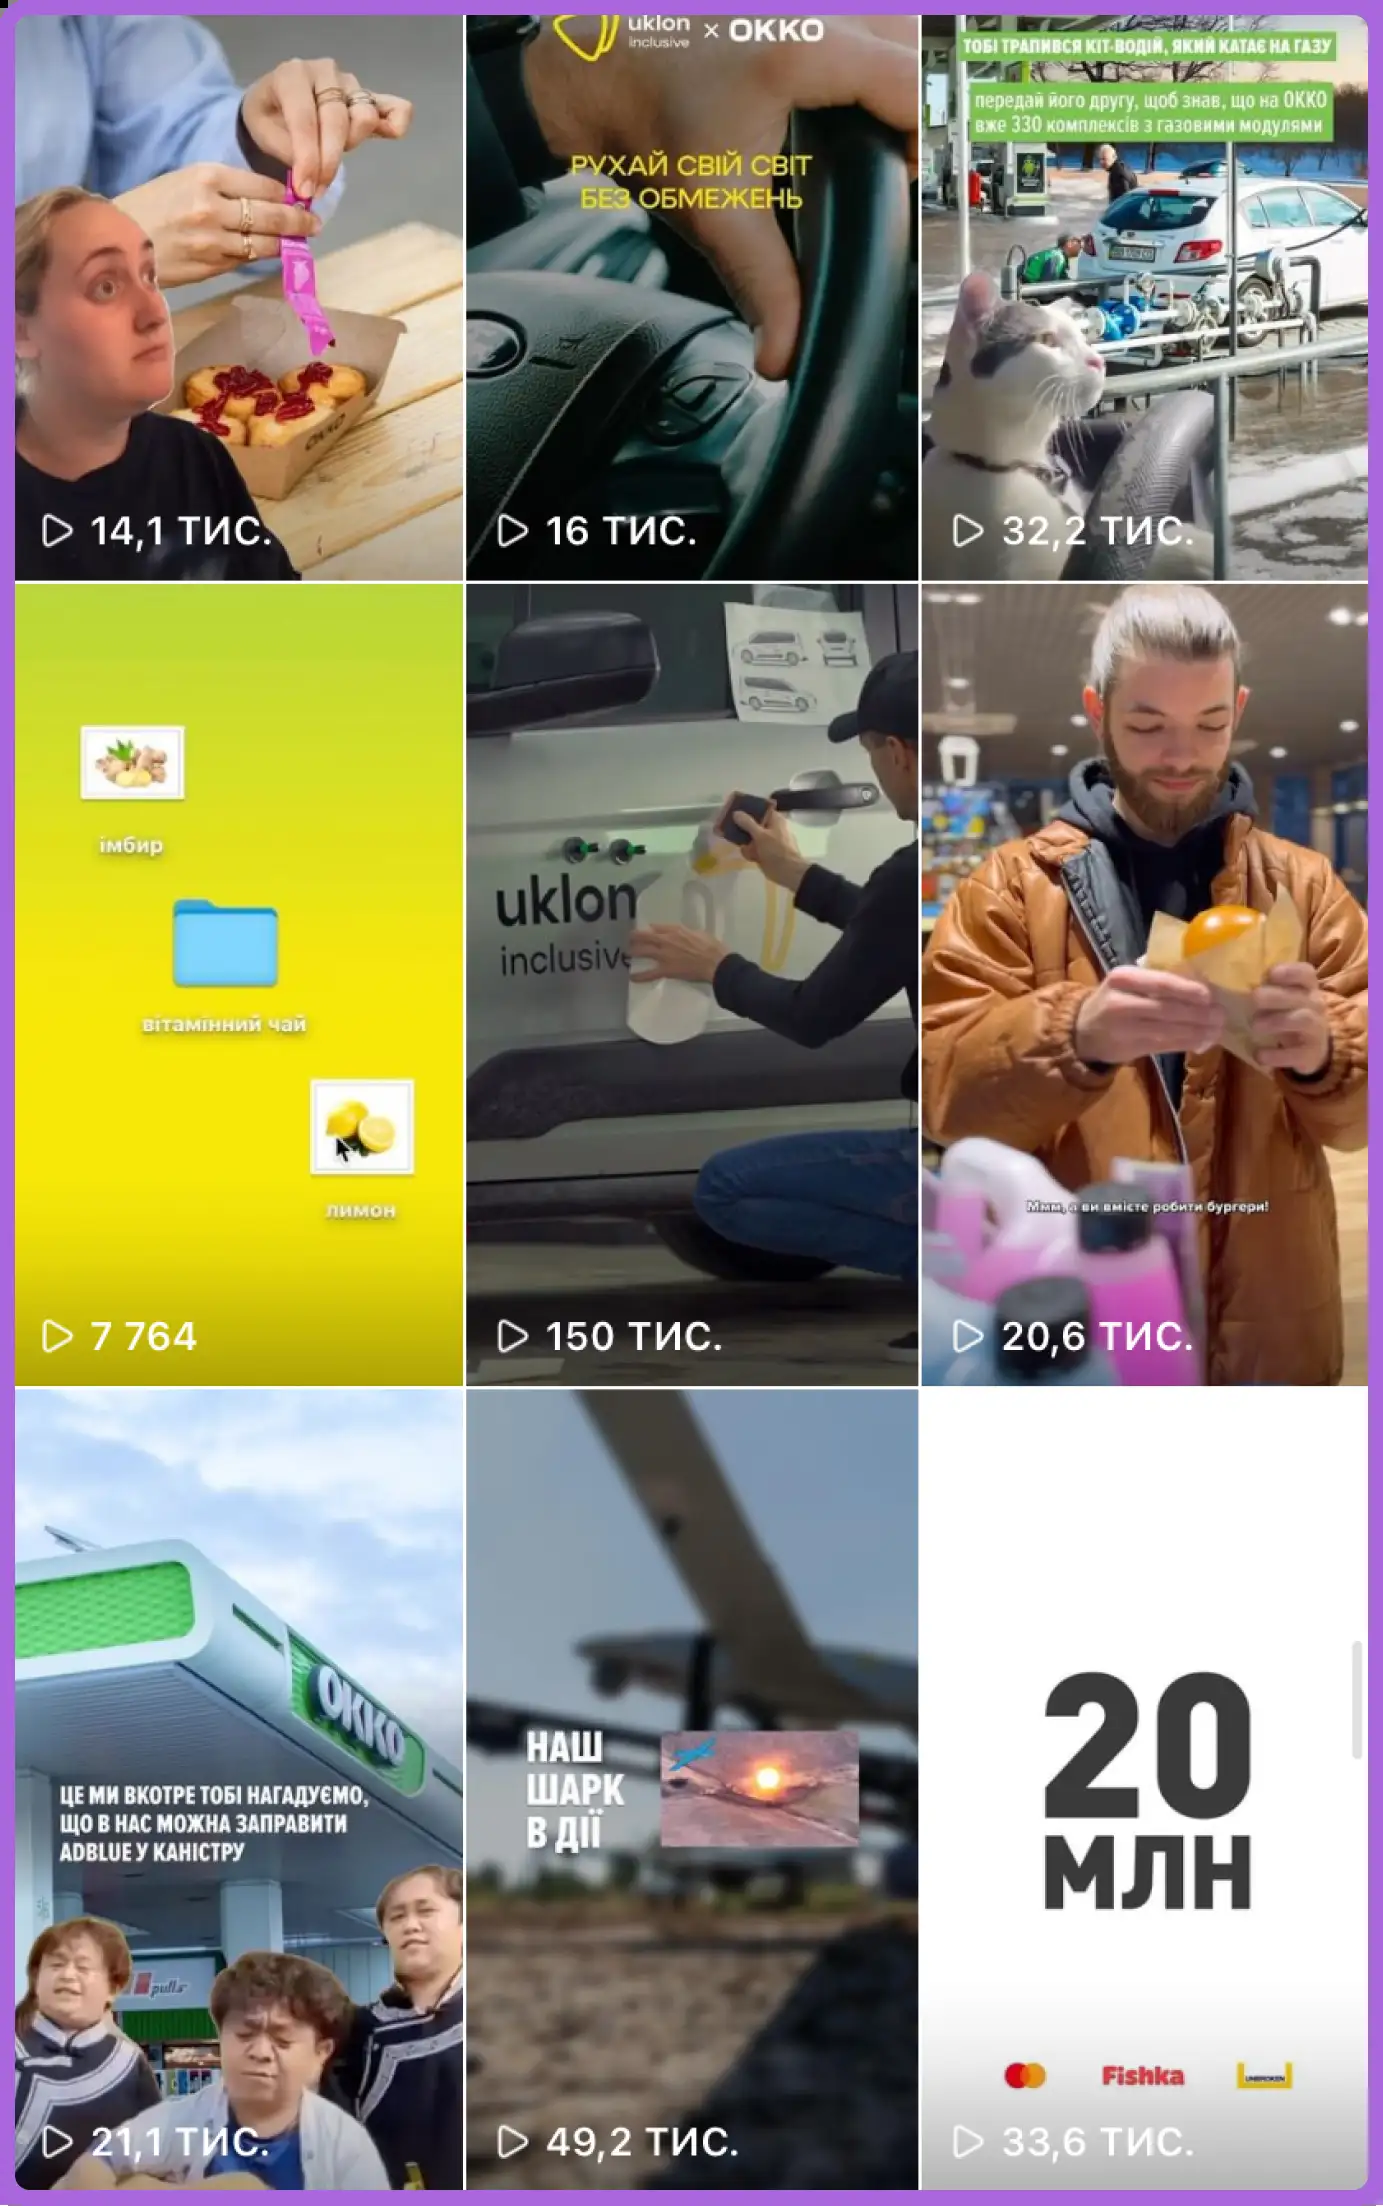 uklon
inclusive
×
OKKO
РУХАЙ СВІЙ СВІТ
БЕЗ ОБМЕЖЕНЬ
ТОБІ ТРАПИВСЯ КІТ-ВОДІЙ, ЯКИЙ КАТАЄ НА ГАЗУ
передай його другу, щоб знав, що на ОККО
вже 330 комплексів з газовими модулями
OKKO
14,1 ТИС.
16 ТИС.
32,2 ТИС.
імбир
вітамінний чай
лимон
7 764
uklon
inclusive
150 ТИС.
Ммм, а ви вмієте робити бургери!
20,6 ТИС.
OKKO
ЦЕ МИ ВКОТРЕ ТОБІ НАГАДУЄМО,
ЩО В НАС МОЖНА ЗАПРАВИТИ
ADBLUE У КАНІСТРУ
pulls
21,1 ТИС.
НАШ
ШАРК
В ДІЇ
49,2 ТИС.
20
МЛН
Fishka
UNBROKEN
33,6 ТИС.